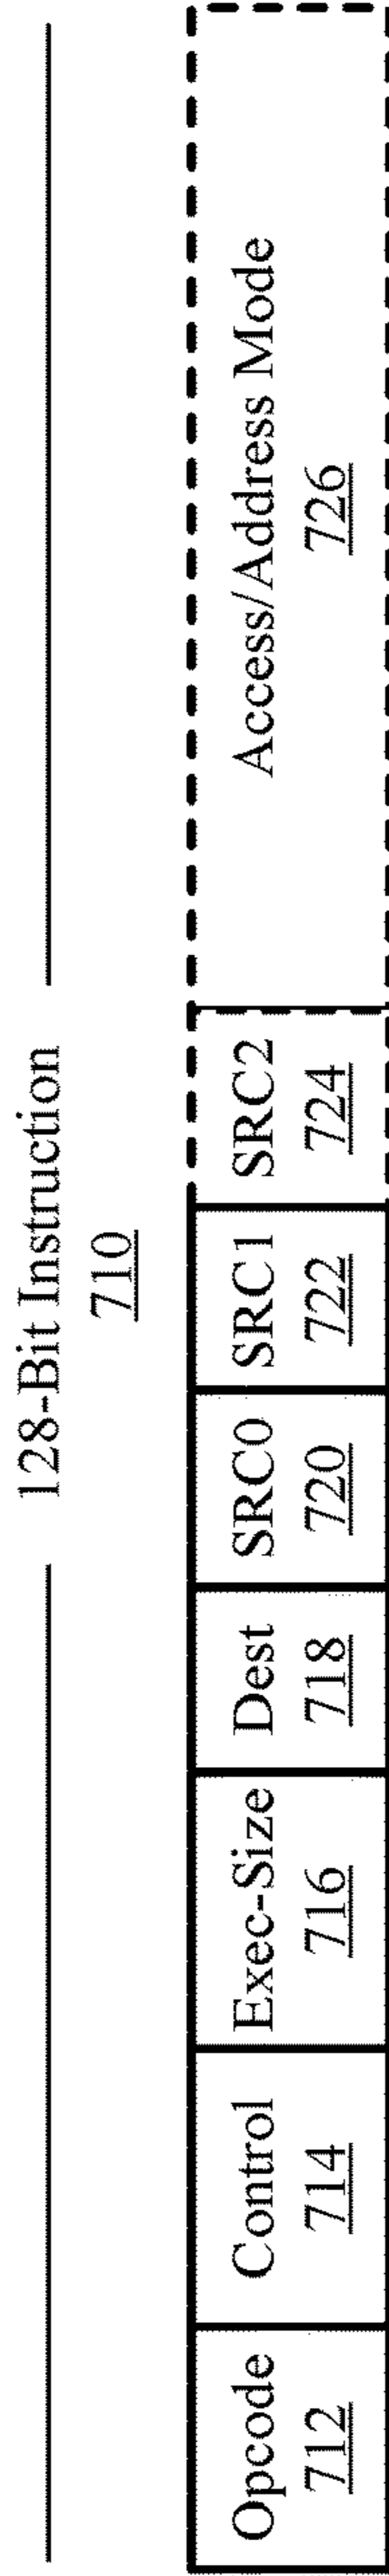 128-Bit Instruction
710
Opcode
712
Control
714
Exec-Size
716
Dest
718
SRC0
720
SRC1
722
SRC2
724
Access/Address Mode
726